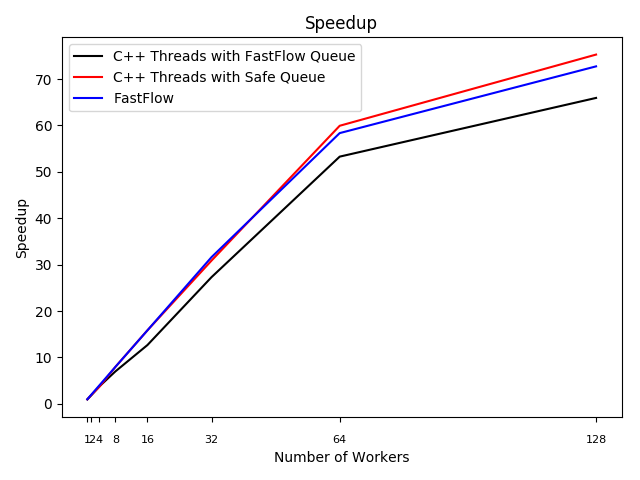 Speedup
C++ Threads with FastFlow Queue
C++ Threads with Safe Queue
FastFlow
Speedup
70
60
50
40
30
20
10
0
1 2 4 8 16 32 64 128
Number of Workers